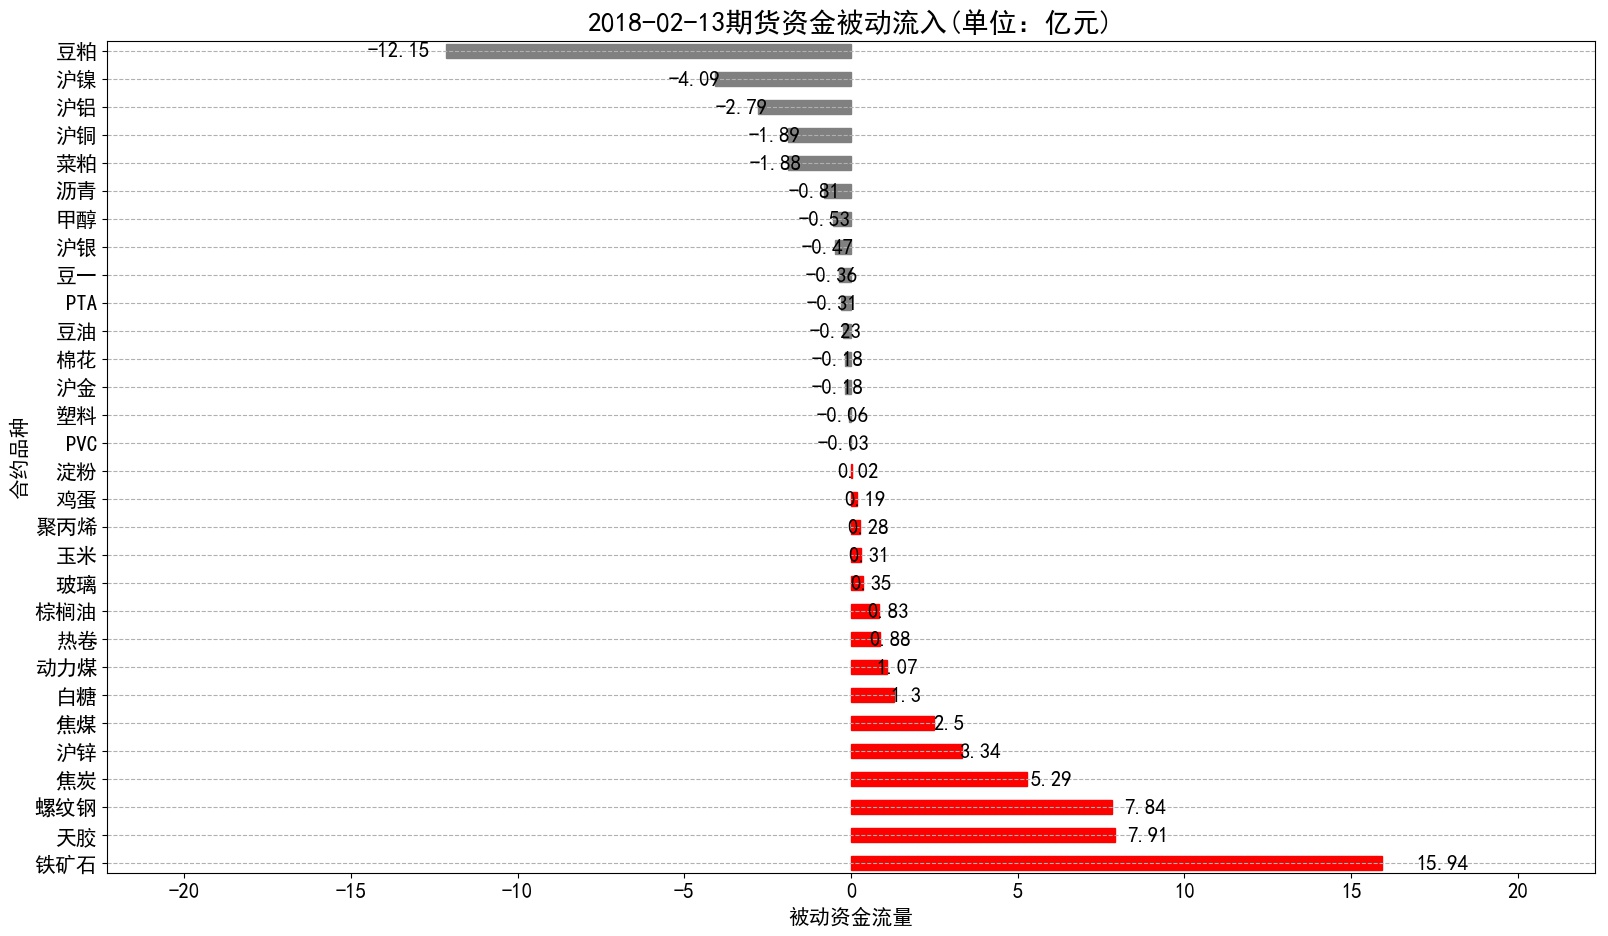 2018-02-13期货资金被动流入(单位：亿元)
合约品种
豆粕 -12.15
沪镍 -4.09
沪铝 -2.79
沪铜 -1.89
菜粕 -1.88
沥青 -0.81
甲醇 -0.53
沪银 -0.47
豆一 -0.36
PTA -0.31
豆油 -0.23
棉花 -0.18
沪金 -0.18
塑料 -0.06
PVC -0.03
淀粉 0.02
鸡蛋 0.19
聚丙烯 0.28
玉米 0.31
玻璃 0.35
棕榈油 0.83
热卷 0.88
动力煤 1.07
白糖 1.3
焦煤 2.5
沪锌 3.34
焦炭 5.29
螺纹钢 7.84
天胶 7.91
铁矿石 15.94
-20 -15 -10 -5 0 5 10 15 20
被动资金流量